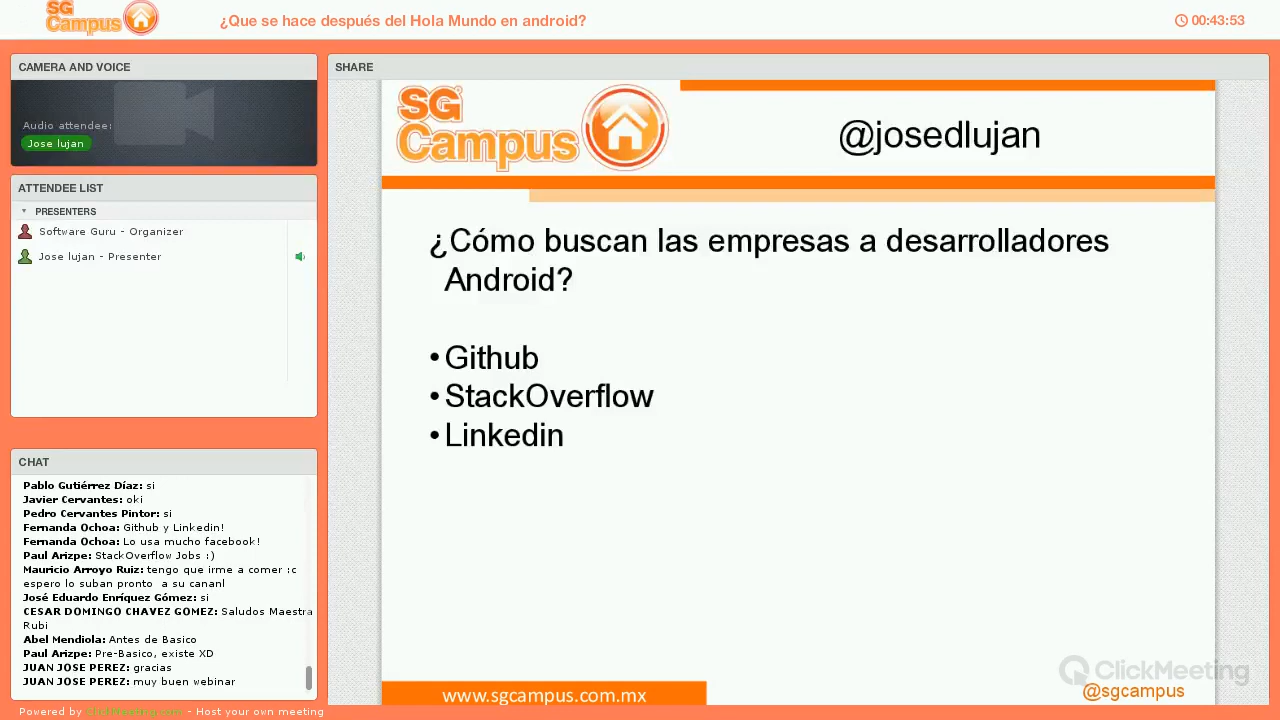 SG Campus
¿Que se hace después del Hola Mundo en android?
00:43:53
CAMERA AND VOICE
Audio attendee:
Jose lujan
ATTENDEE LIST
PRESENTERS
Software Guru - Organizer
Jose lujan - Presenter
CHAT
Pablo Gutiérrez Díaz: si
Javier Cervantes: oki
Pedro Cervantes Pintor: si
Fernanda Ochoa: Github y Linkedin!
Fernanda Ochoa: Lo usa mucho facebook!
Paul Arizpe: StackOverflow Jobs :)
Mauricio Arroyo Ruiz: tengo que irme a comer :c
espero lo suban pronto a su cananl
José Eduardo Enríquez Gómez: si
CESAR DOMINGO CHAVEZ GOMEZ: Saludos Maestra
Rubi
Abel Mendiola: Antes de Basico
Paul Arizpe: Pre-Basico, existe XD
JUAN JOSE PEREZ: gracias
JUAN JOSE PEREZ: muy buen webinar
Powered by ClickMeeting.com - Host your own meeting
SHARE
SG
Campus
@josedlujan
¿Cómo buscan las empresas a desarrolladores
Android?
•Github
•StackOverflow
•Linkedin
ClickMeeting
www.sgcampus.com.mx
@sgcampus